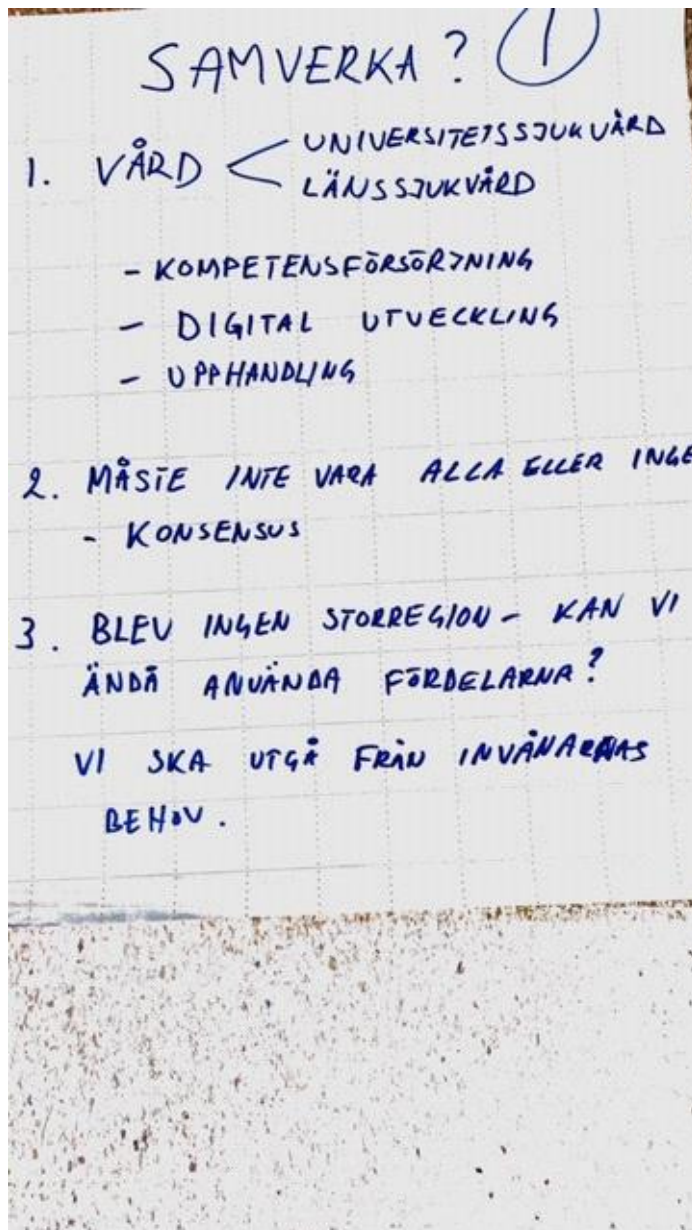 SAMVERKA? 1
UNIVERSITETSSJUKVÅRD
1. VÅRD <
LÄNSSJUKVÅRD
- KOMPETENSFÖRSÖRJNING
- DIGITAL UTVECKLING
- UPPHANDLING
2. MÅSTE INTE VARA ALLA ELLER INGE
- KONSENSUS
3. BLEV INGEN STORREGION - KAN VI
ÄNDÅ ANVÄNDA FÖRDELARNA?
VI SKA UTGÅ FRÅN INVÅNARNAS
BEHOV.